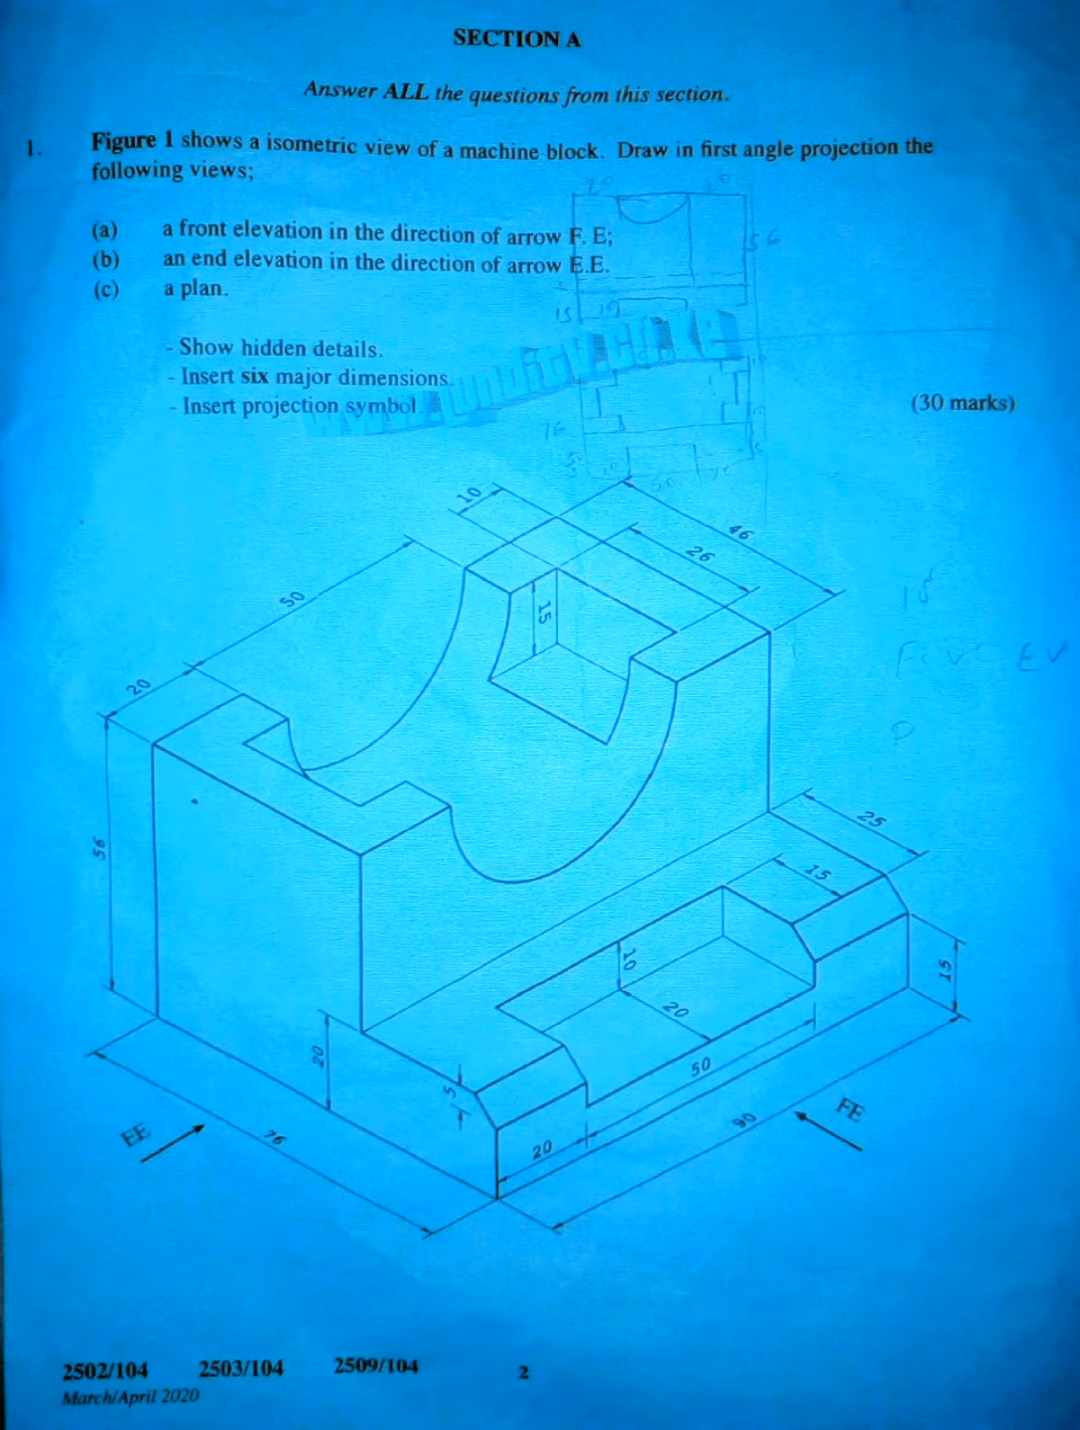 SECTION A
Answer ALL the questions from this section.
1. Figure 1 shows a isometric view of a machine block. Draw in first angle projection the
following views;
(a) a front elevation in the direction of arrow F. E;
(b) an end elevation in the direction of arrow E.E.
(c) a plan.
- Show hidden details.
- Insert six major dimensions.
- Insert projection symbol
(30 marks)
20
56
15
76
50
10
46
26
50
15
20
15
56
25
15
10
15
20
20
5
50
20
90
FE
EE
76
EV
P
2502/104 2503/104 2509/104 2
March/April 2020